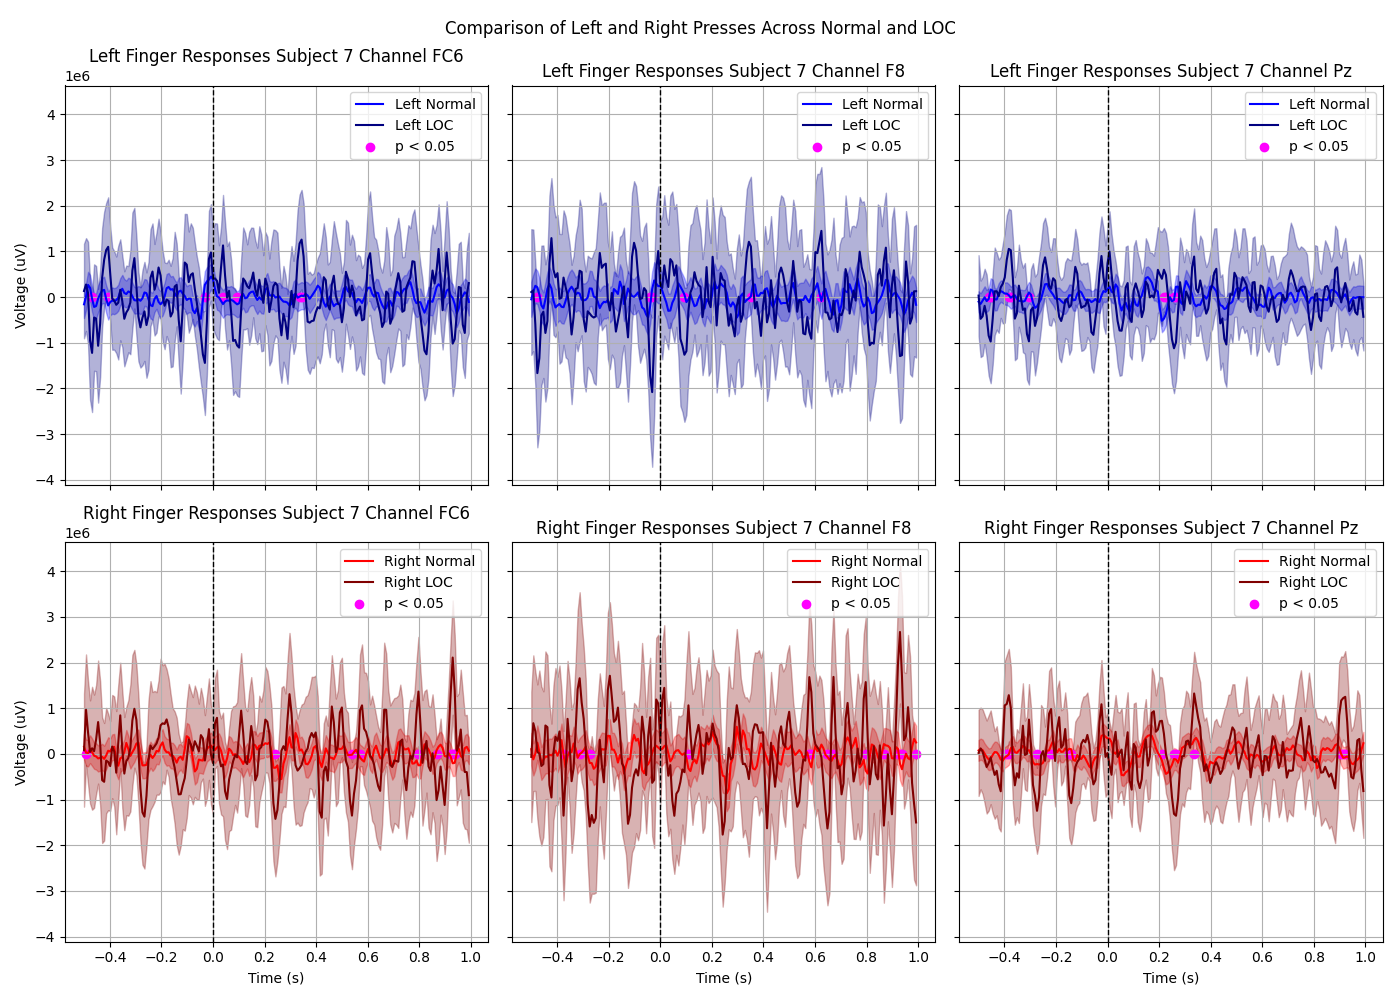 Comparison of Left and Right Presses Across Normal and LOC
Left Finger Responses Subject 7 Channel FC6
1e6
Left Normal
Left LOC
p < 0.05
4
3
2
1
0
−1
−2
−3
−4
Voltage (uV)
Left Finger Responses Subject 7 Channel F8
Left Normal
Left LOC
p < 0.05
Left Finger Responses Subject 7 Channel Pz
Left Normal
Left LOC
p < 0.05
Right Finger Responses Subject 7 Channel FC6
1e6
Right Normal
Right LOC
p < 0.05
4
3
2
1
0
−1
−2
−3
−4
Voltage (uV)
−0.4 −0.2 0.0 0.2 0.4 0.6 0.8 1.0
Time (s)
Right Finger Responses Subject 7 Channel F8
Right Normal
Right LOC
p < 0.05
−0.4 −0.2 0.0 0.2 0.4 0.6 0.8 1.0
Time (s)
Right Finger Responses Subject 7 Channel Pz
Right Normal
Right LOC
p < 0.05
−0.4 −0.2 0.0 0.2 0.4 0.6 0.8 1.0
Time (s)